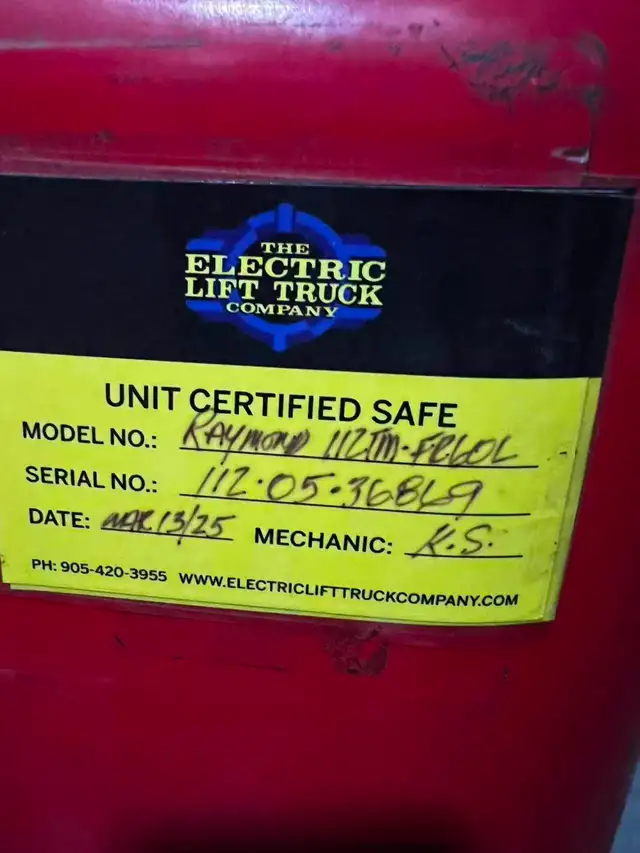 THE
ELECTRIC
LIFT TRUCK
COMPANY
UNIT CERTIFIED SAFE
MODEL NO.: RAYMOND 112TM-FRE60L
SERIAL NO.: 112-05-36869
DATE: MAR 13/25 MECHANIC: K.S.
PH: 905-420-3955 WWW.ELECTRICLIFTTRUCKCOMPANY.COM